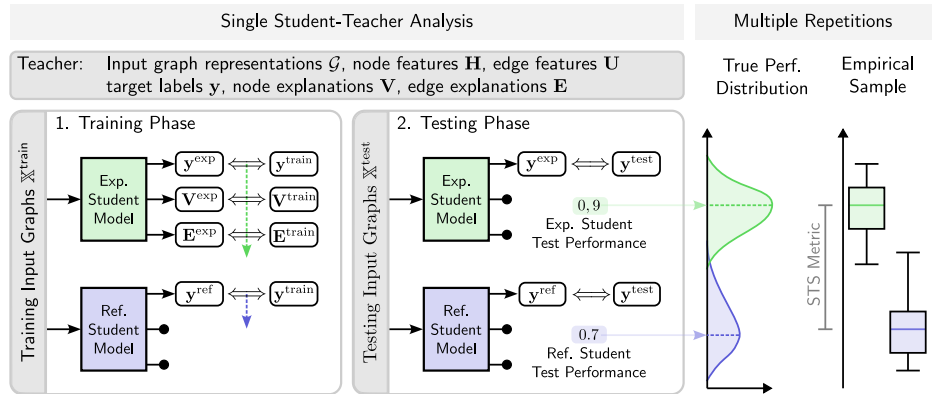 Single Student-Teacher Analysis
Multiple Repetitions
Teacher: Input graph representations 𝒢, node features H, edge features U
target labels y, node explanations V, edge explanations E
True Perf.
Distribution
Empirical
Sample
Training Input Graphs 𝕏^train
1. Training Phase
Exp.
Student
Model
y^exp ⟺ y^train
V^exp ⟺ V^train
E^exp ⟺ E^train
Ref.
Student
Model
y^ref ⟺ y^train
Testing Input Graphs 𝕏^test
2. Testing Phase
Exp.
Student
Model
y^exp ⟺ y^test
0, 9
Exp. Student
Test Performance
Ref.
Student
Model
y^ref ⟺ y^test
0.7
Ref. Student
Test Performance
STS Metric